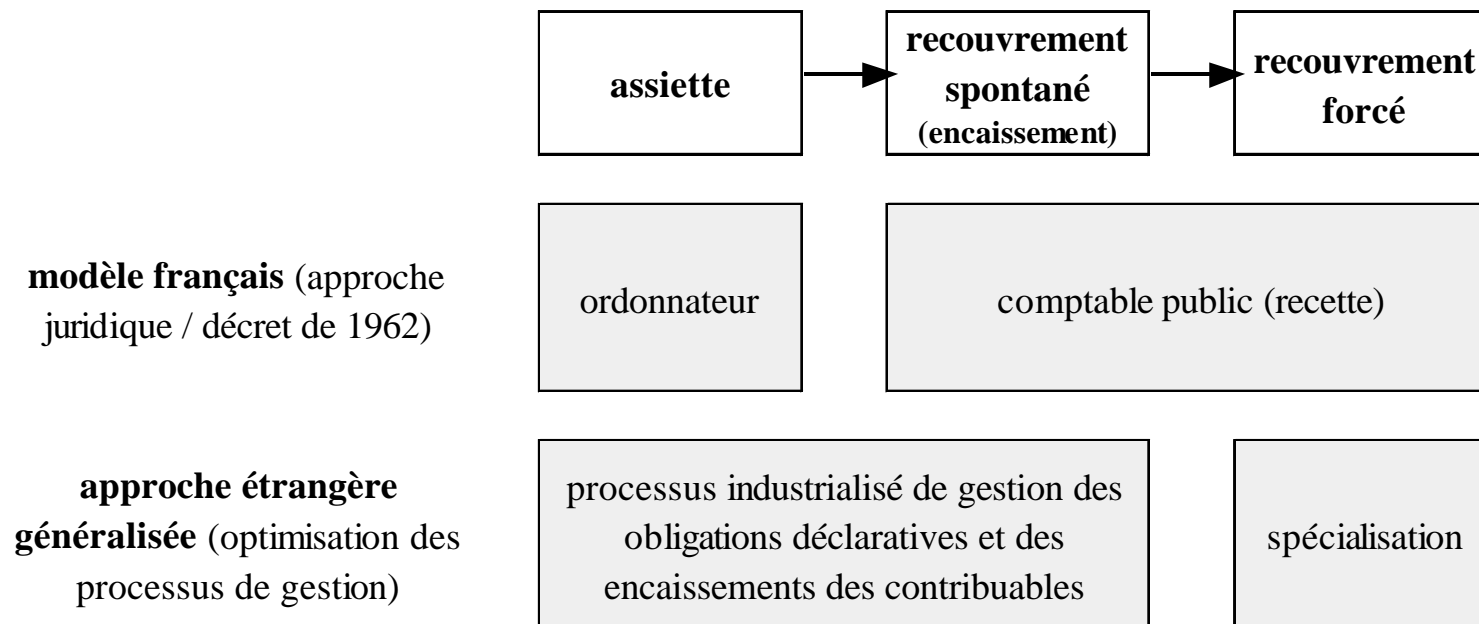 assiette
recouvrement
spontané
(encaissement)
recouvrement
forcé
modèle français (approche
juridique / décret de 1962)
ordonnateur
comptable public (recette)
approche étrangère
généralisée (optimisation des
processus de gestion)
processus industrialisé de gestion des
obligations déclaratives et des
encaissements des contribuables
spécialisation